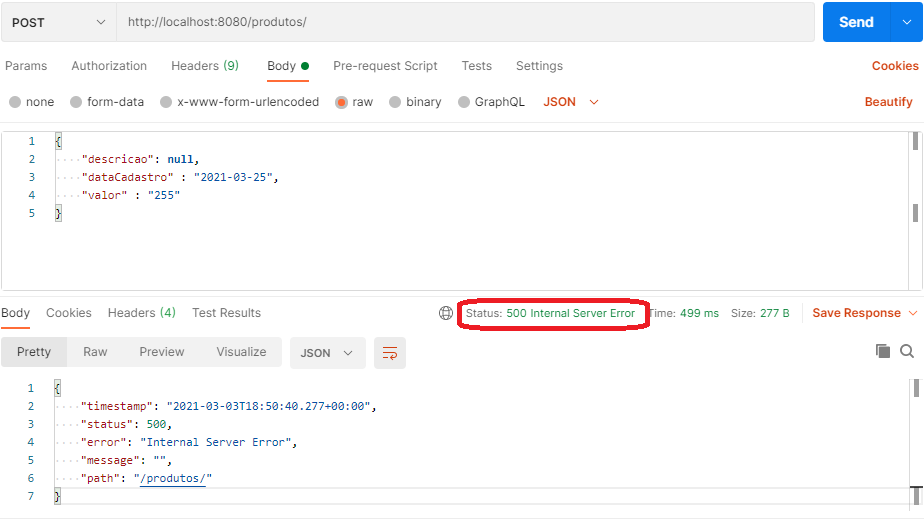 POST http://localhost:8080/produtos/ Send
Params Authorization Headers (9) Body Pre-request Script Tests Settings Cookies
none form-data x-www-form-urlencoded raw binary GraphQL JSON Beautify
1 {
2 ····"descricao": null,
3 ····"dataCadastro" : "2021-03-25",
4 ····"valor" : "255"
5 }
Body Cookies Headers (4) Test Results Status: 500 Internal Server Error Time: 499 ms Size: 277 B Save Response
Pretty Raw Preview Visualize JSON
1 {
2 ····"timestamp": "2021-03-03T18:50:40.277+00:00",
3 ····"status": 500,
4 ····"error": "Internal Server Error",
5 ····"message": "",
6 ····"path": "/produtos/"
7 }